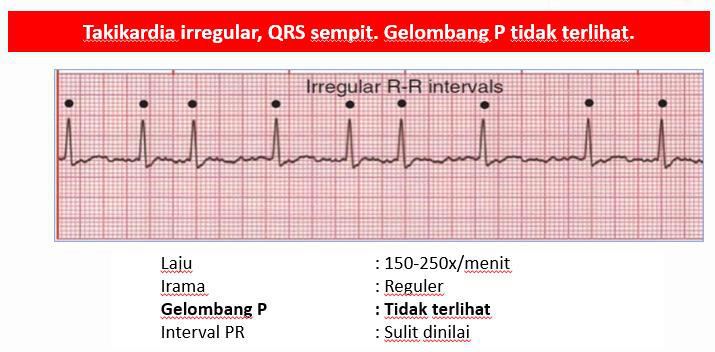 Takikardia irregular, QRS sempit. Gelombang P tidak terlihat.
Irregular R-R intervals
Laju : 150-250x/menit
Irama : Reguler
Gelombang P : Tidak terlihat
Interval PR : Sulit dinilai